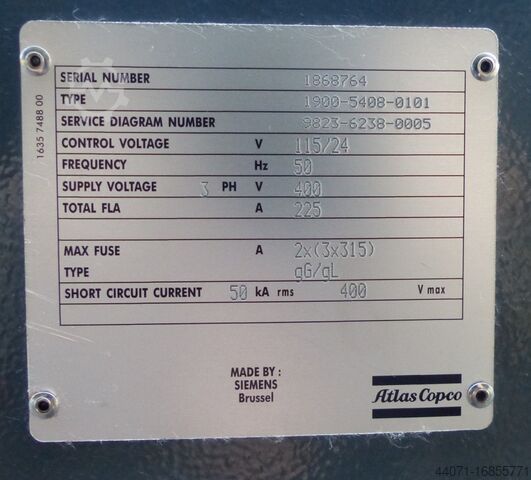 SERIAL NUMBER 1868764
TYPE 1900-5408-0101
SERVICE DIAGRAM NUMBER 9823-6238-0005
CONTROL VOLTAGE V 115/24
FREQUENCY Hz 50
SUPPLY VOLTAGE 3 PH V 400
TOTAL FLA A 225
MAX FUSE A 2x(3x315)
TYPE gG/gL
SHORT CIRCUIT CURRENT 50 kA rms 400 V max
MADE BY :
SIEMENS
Brussel
Atlas Copco
1635 7488 00
44071-16855771